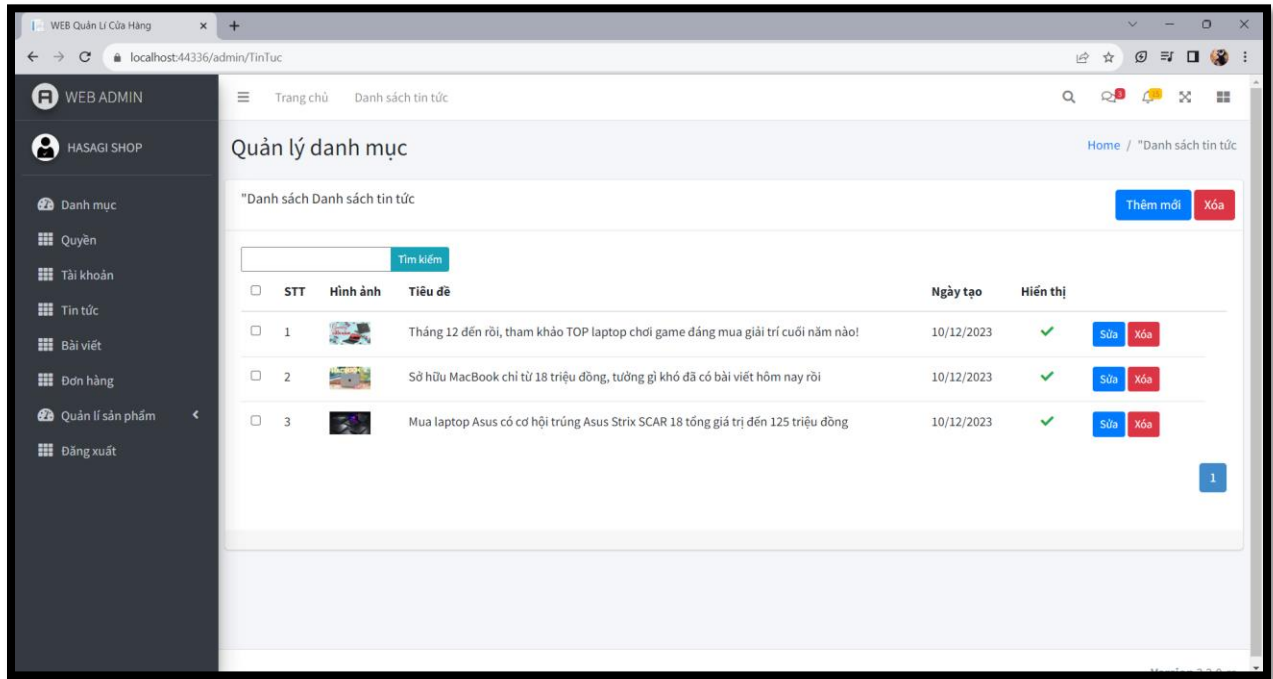 WEB Quản Lí Cửa Hàng
localhost:44336/admin/TinTuc
WEB ADMIN
Trang chủ Danh sách tin tức
3
15
HASAGI SHOP
Quản lý danh mục
Home / "Danh sách tin tức
"Danh sách Danh sách tin tức
Thêm mới Xóa
Danh mục
Quyền
Tài khoản
Tin tức
Bài viết
Đơn hàng
Quản lí sản phẩm
Đăng xuất
Tìm kiếm
STT Hình ảnh Tiêu đề Ngày tạo Hiển thị
1 Tháng 12 đến rồi, tham khảo TOP laptop chơi game đáng mua giải trí cuối năm nào! 10/12/2023 Sửa Xóa
2 Sở hữu MacBook chỉ từ 18 triệu đồng, tưởng gì khó đã có bài viết hôm nay rồi 10/12/2023 Sửa Xóa
3 Mua laptop Asus có cơ hội trúng Asus Strix SCAR 18 tổng giá trị đến 125 triệu đồng 10/12/2023 Sửa Xóa
1